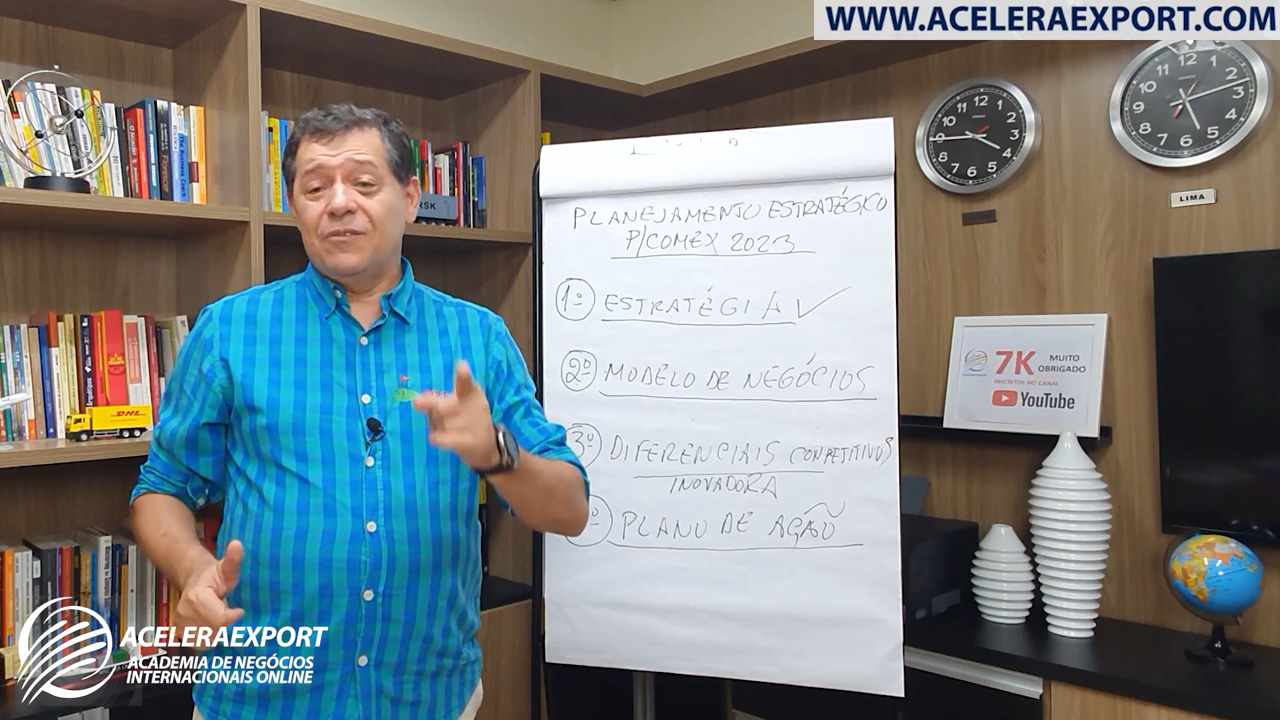 WWW.ACELERAEXPORT.COM
PLANEJAMENTO ESTRATÉGICO
P/COMEX 2023
1º ESTRATÉGIA
2º MODELO DE NEGÓCIOS
3º DIFERENCIAIS COMPETITIVOS
INOVADORA
º PLANO DE AÇÃO
LIMA
7K MUITO
OBRIGADO
INSCRITOS NO CANAL
YouTube
DHL
RSK
ACELERAEXPORT
ACADEMIA DE NEGÓCIOS
INTERNACIONAIS ONLINE